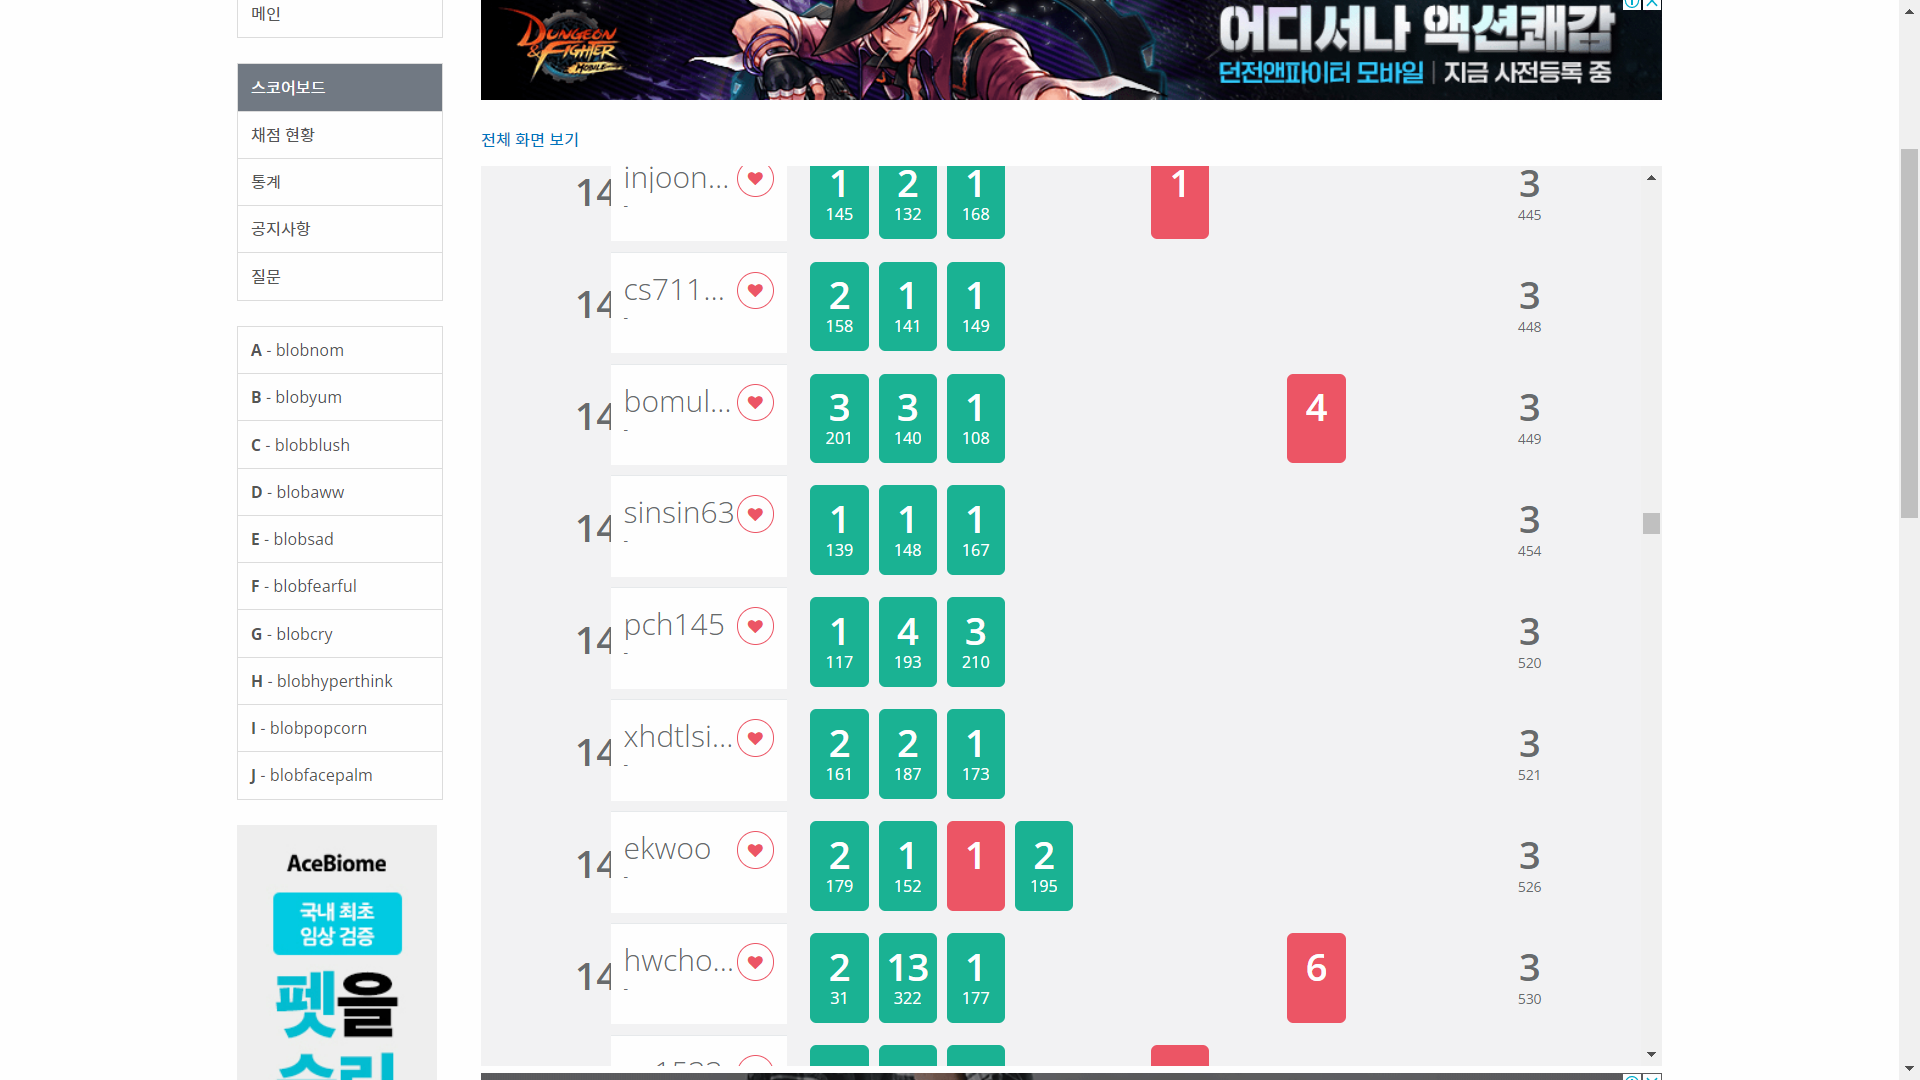 메인
스코어보드
채점 현황
통계
공지사항
질문
A - blobnom
B - blobyum
C - blobblush
D - blobaww
E - blobsad
F - blobfearful
G - blobcry
H - blobhyperthink
I - blobpopcorn
J - blobfacepalm
AceBiome
국내 최초
임상 검증
펫을
DUNGEON
& FIGHTER
MOBILE
어디서나 액션쾌감
던전앤파이터 모바일 | 지금 사전등록 중
전체 화면 보기
14 injoon... 1 2 1 1 3
- 145 132 168 445
14 cs711... 2 1 1 3
- 158 141 149 448
14 bomul... 3 3 1 4 3
- 201 140 108 449
14 sinsin63 1 1 1 3
- 139 148 167 454
14 pch145 1 4 3 3
- 117 193 210 520
14 xhdtlsi... 2 2 1 3
- 161 187 173 521
14 ekwoo 2 1 1 2 3
- 179 152 195 526
14 hwcho... 2 13 1 6 3
- 31 322 177 530